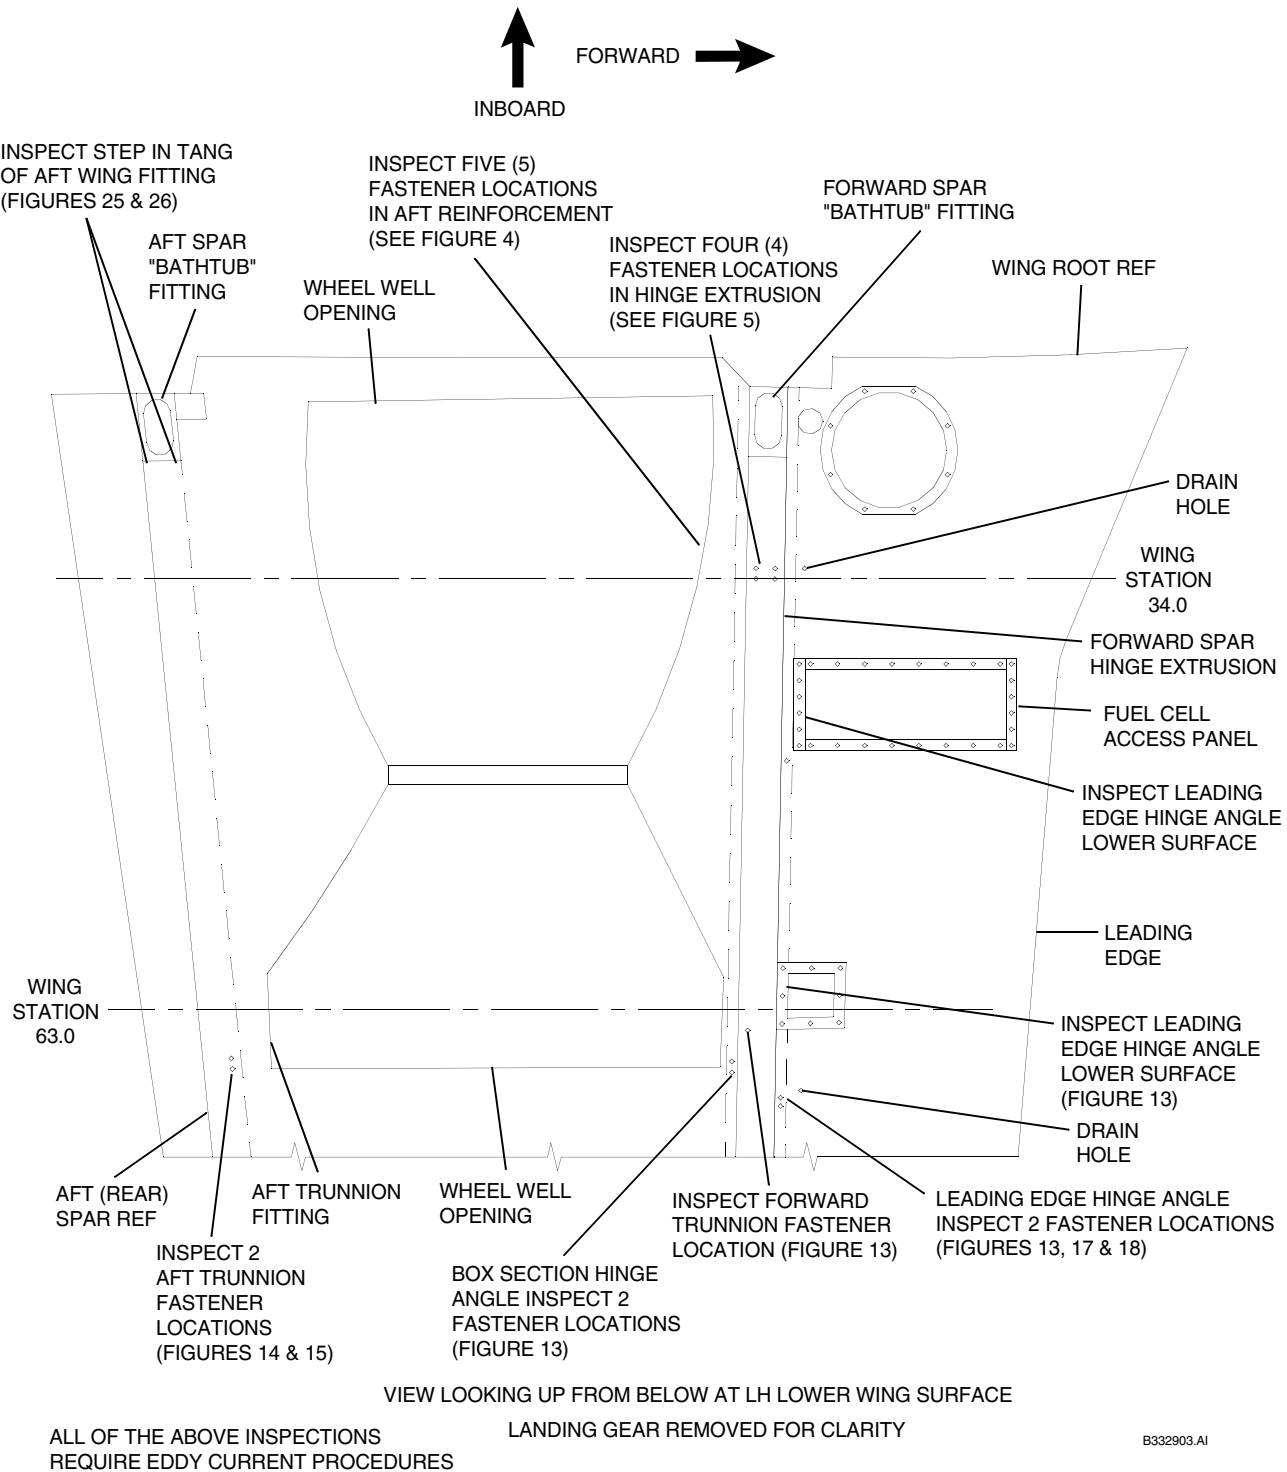 FORWARD
INBOARD
INSPECT STEP IN TANG
OF AFT WING FITTING
(FIGURES 25 & 26)
AFT SPAR
"BATHTUB"
FITTING
WHEEL WELL
OPENING
INSPECT FIVE (5)
FASTENER LOCATIONS
IN AFT REINFORCEMENT
(SEE FIGURE 4)
INSPECT FOUR (4)
FASTENER LOCATIONS
IN HINGE EXTRUSION
(SEE FIGURE 5)
FORWARD SPAR
"BATHTUB" FITTING
WING ROOT REF
DRAIN
HOLE
WING
STATION
34.0
FORWARD SPAR
HINGE EXTRUSION
FUEL CELL
ACCESS PANEL
INSPECT LEADING
EDGE HINGE ANGLE
LOWER SURFACE
LEADING
EDGE
WING
STATION
63.0
INSPECT LEADING
EDGE HINGE ANGLE
LOWER SURFACE
(FIGURE 13)
DRAIN
HOLE
AFT (REAR)
SPAR REF
AFT TRUNNION
FITTING
WHEEL WELL
OPENING
INSPECT FORWARD
TRUNNION FASTENER
LOCATION (FIGURE 13)
LEADING EDGE HINGE ANGLE
INSPECT 2 FASTENER LOCATIONS
(FIGURES 13, 17 & 18)
INSPECT 2
AFT TRUNNION
FASTENER
LOCATIONS
(FIGURES 14 & 15)
BOX SECTION HINGE
ANGLE INSPECT 2
FASTENER LOCATIONS
(FIGURE 13)
VIEW LOOKING UP FROM BELOW AT LH LOWER WING SURFACE
LANDING GEAR REMOVED FOR CLARITY
ALL OF THE ABOVE INSPECTIONS
REQUIRE EDDY CURRENT PROCEDURES
B332903.AI